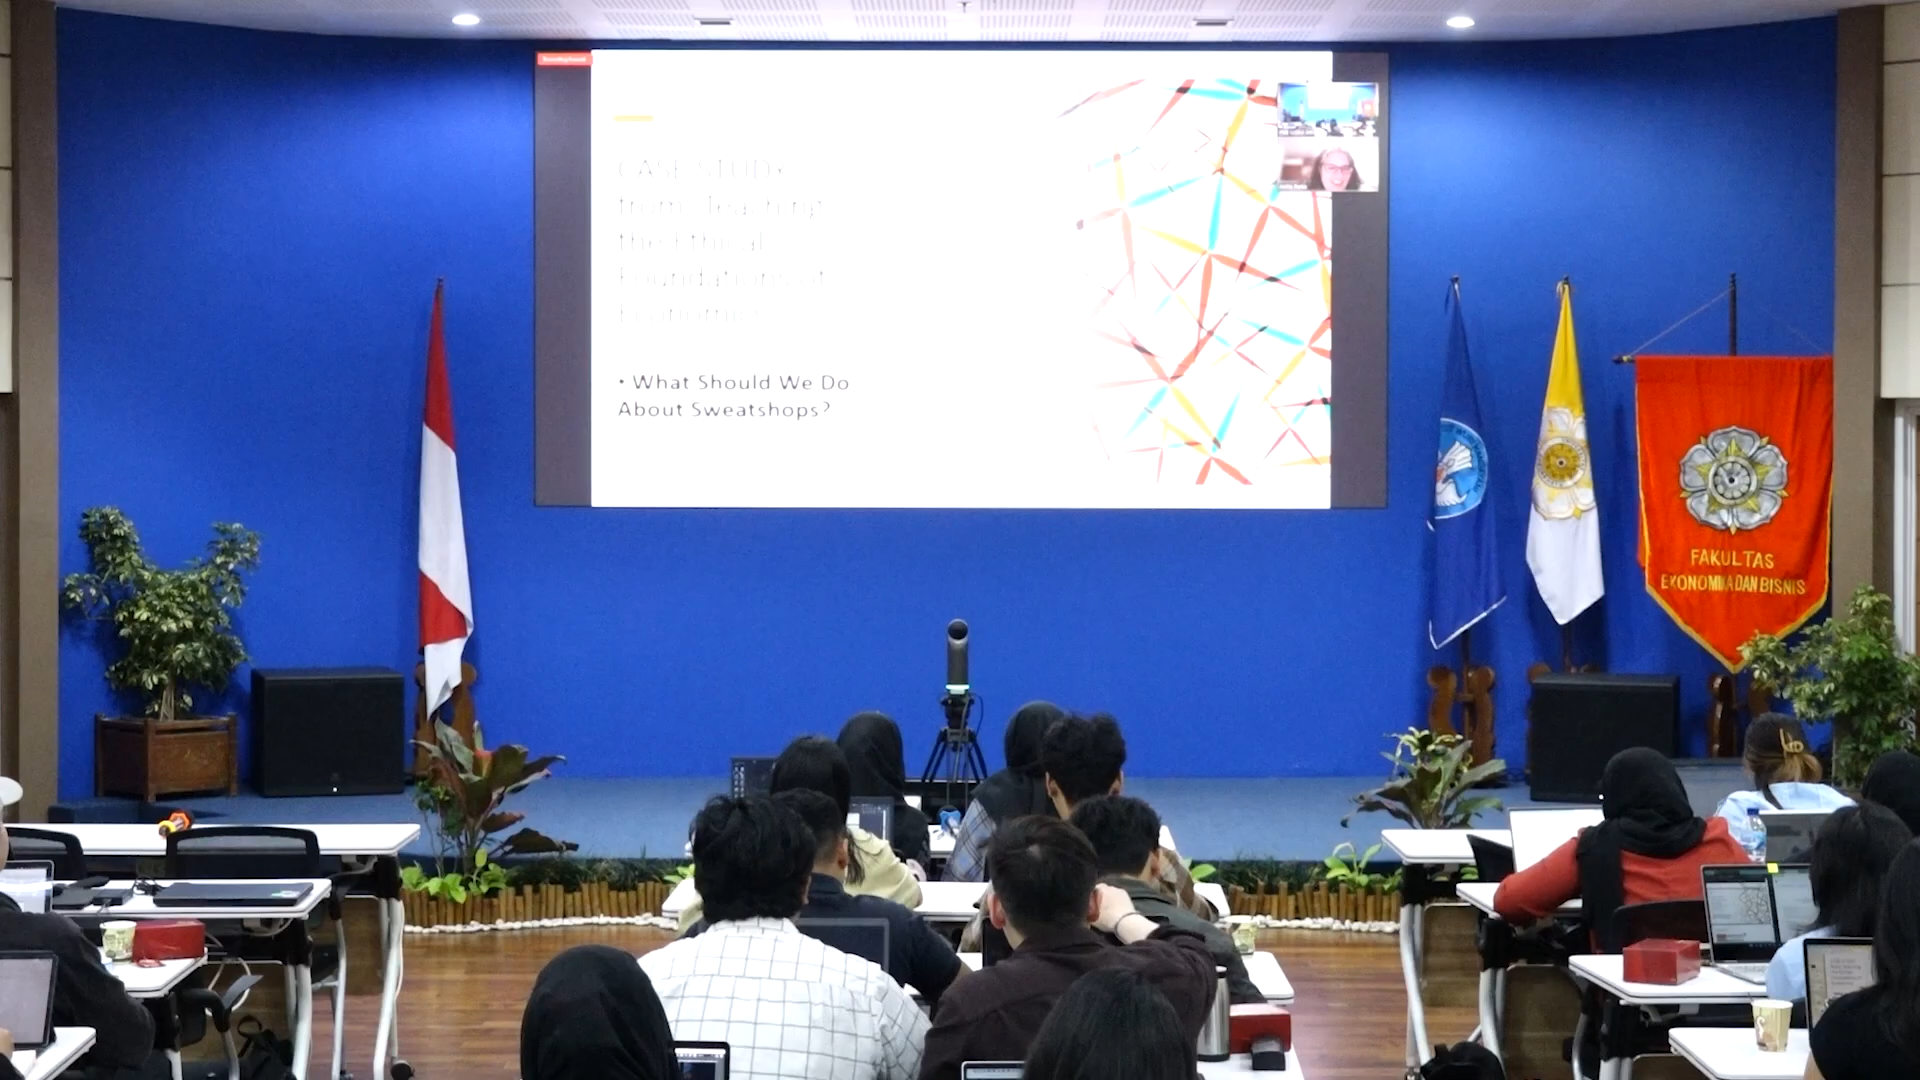 CASE STUDY
from Teaching
the Ethical
Foundations of
Economics
• What Should We Do
About Sweatshops?
FAKULTAS
EKONOMIKA DAN BISNIS